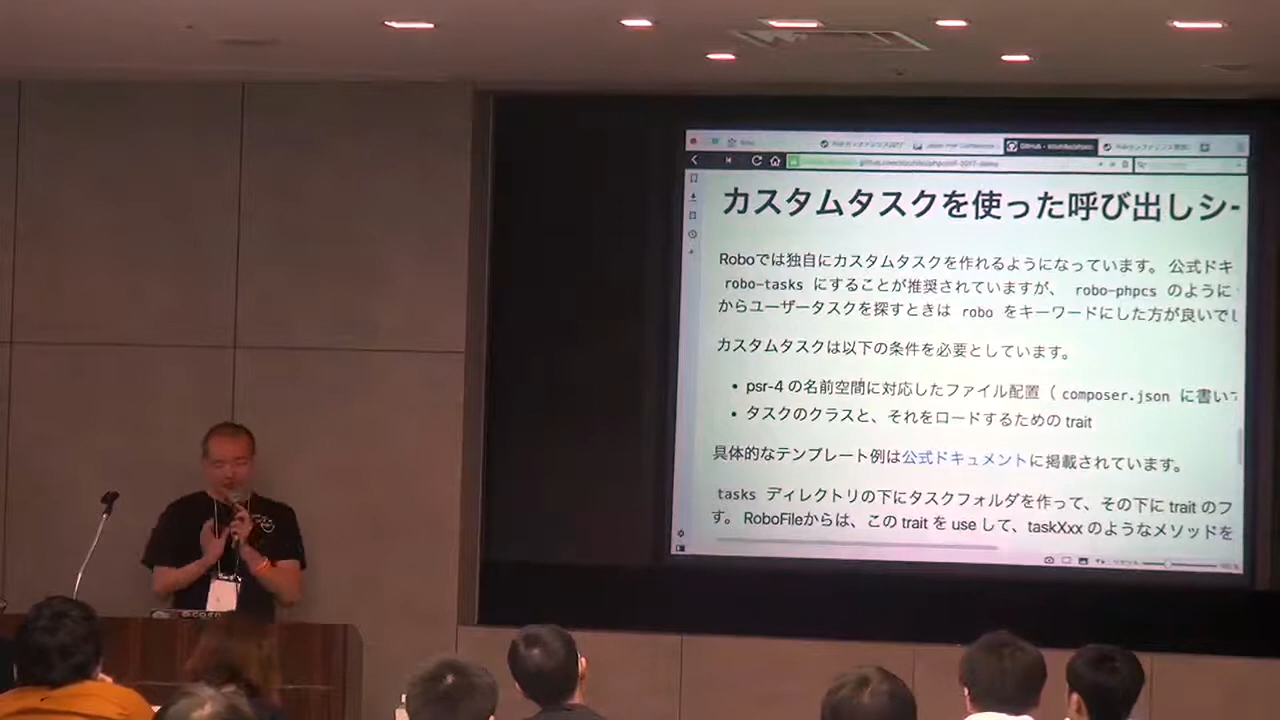 カスタムタスクを使った呼び出しシ
Roboでは独自にカスタムタスクを作れるようになっています。 公式ドキ
robo-tasks にすることが推奨されていますが、 robo-phpcs のように
からユーザータスクを探すときは robo をキーワードにした方が良いでし
カスタムタスクは以下の条件を必要としています。
• psr-4 の名前空間に対応したファイル配置（ composer.json に書い
• タスクのクラスと、それをロードするための trait
具体的なテンプレート例は公式ドキュメントに掲載されています。
tasks ディレクトリの下にタスクフォルダを作って、その下に trait のフ
す。 RoboFileからは、この trait を use して、taskXxx のようなメソッドを